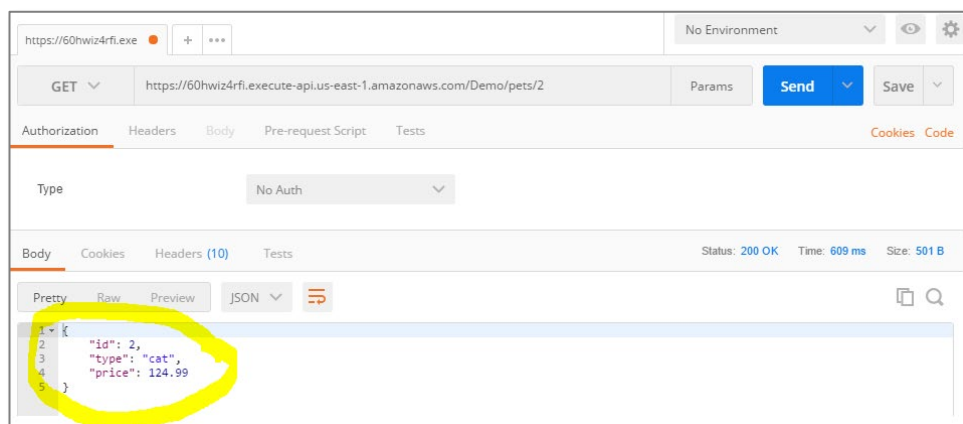 https://60hwiz4rfi.exe + ••• No Environment
GET https://60hwiz4rfi.execute-api.us-east-1.amazonaws.com/Demo/pets/2 Params Send Save
Authorization Headers Body Pre-request Script Tests Cookies Code
Type No Auth
Body Cookies Headers (10) Tests Status: 200 OK Time: 609 ms Size: 501 B
Pretty Raw Preview JSON
1 {
2 "id": 2,
3 "type": "cat",
4 "price": 124.99
5 }